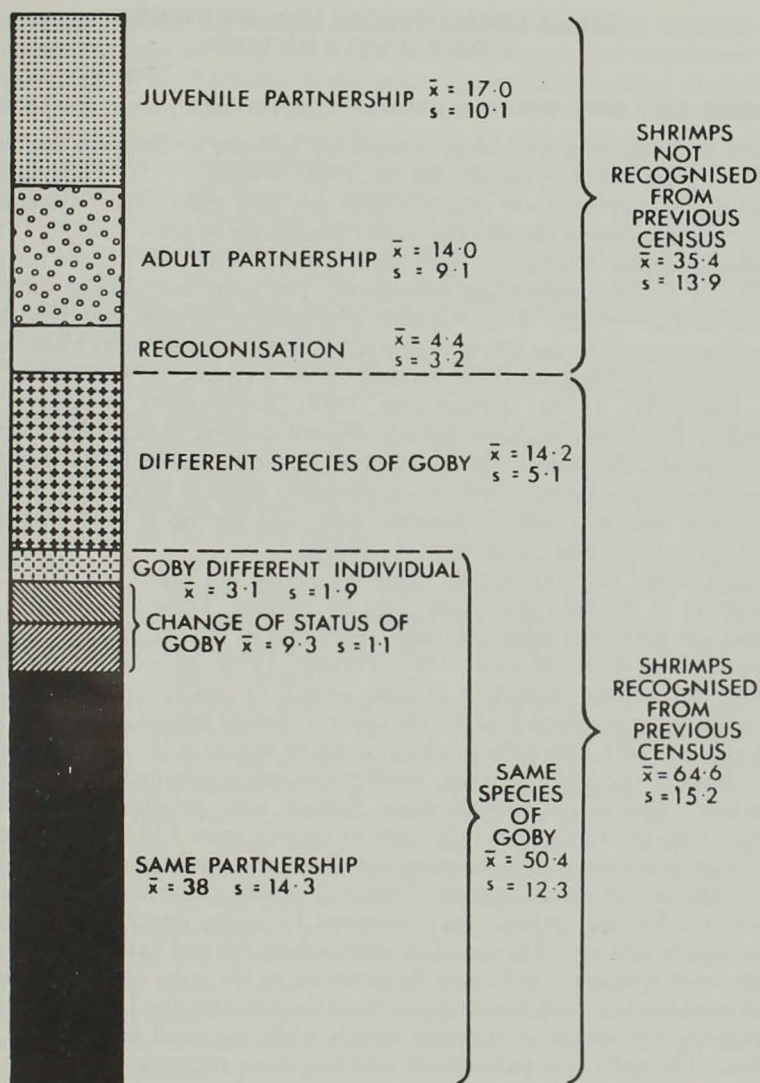 JUVENILE PARTNERSHIP x̄ = 17·0
s = 10·1
SHRIMPS
NOT
RECOGNISED
FROM
PREVIOUS
CENSUS
x̄ = 35·4
s = 13·9
ADULT PARTNERSHIP x̄ = 14·0
s = 9·1
RECOLONISATION x̄ = 4·4
s = 3·2
DIFFERENT SPECIES OF GOBY x̄ = 14·2
s = 5·1
GOBY DIFFERENT INDIVIDUAL
x̄ = 3·1 s = 1·9
CHANGE OF STATUS OF
GOBY x̄ = 9·3 s = 1·1
SAME PARTNERSHIP
x̄ = 38 s = 14·3
SAME
SPECIES
OF
GOBY
x̄ = 50·4
s = 12·3
SHRIMPS
RECOGNISED
FROM
PREVIOUS
CENSUS
x̄ = 64·6
s = 15·2